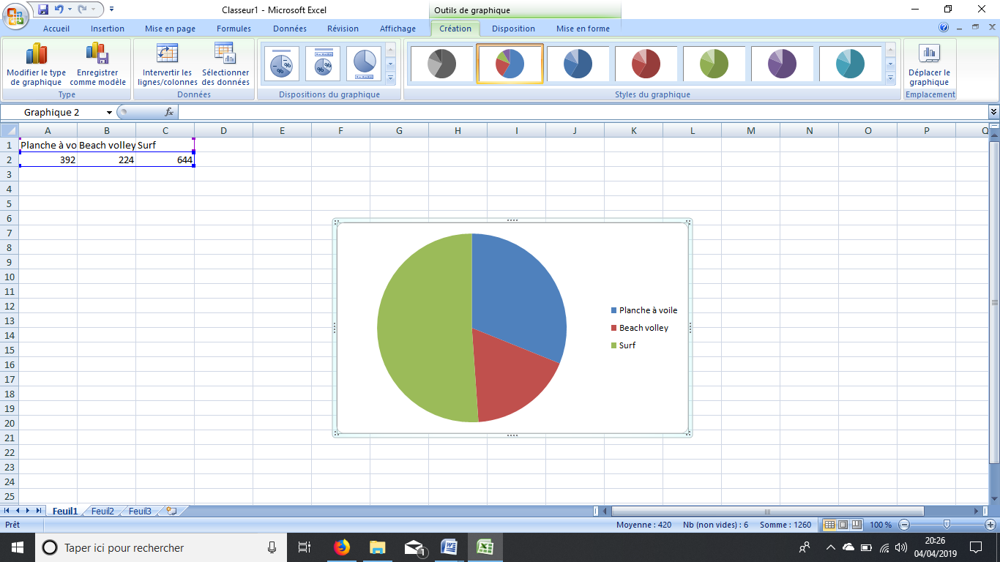 Classeur1 - Microsoft Excel
Outils de graphique
Accueil Insertion Mise en page Formules Données Révision Affichage Création Disposition Mise en forme
Modifier le type de graphique
Enregistrer comme modèle
Intervertir les lignes/colonnes
Sélectionner des données
Déplacer le graphique
Type Données Dispositions du graphique Styles du graphique Emplacement
Graphique 2 fx
A B C D E F G H I J K L M N O P Q
1 Planche à vo Beach volley Surf
2 392 224 644
3
4
5
6
7
8
9
10
11
12
13
14
15
16
17
18
19
20
21
22
23
24
25
Planche à voile
Beach volley
Surf
Feuil1 Feuil2 Feuil3
Prêt Moyenne : 420 Nb (non vides) : 6 Somme : 1260 100 %
Taper ici pour rechercher
1
20:26
04/04/2019